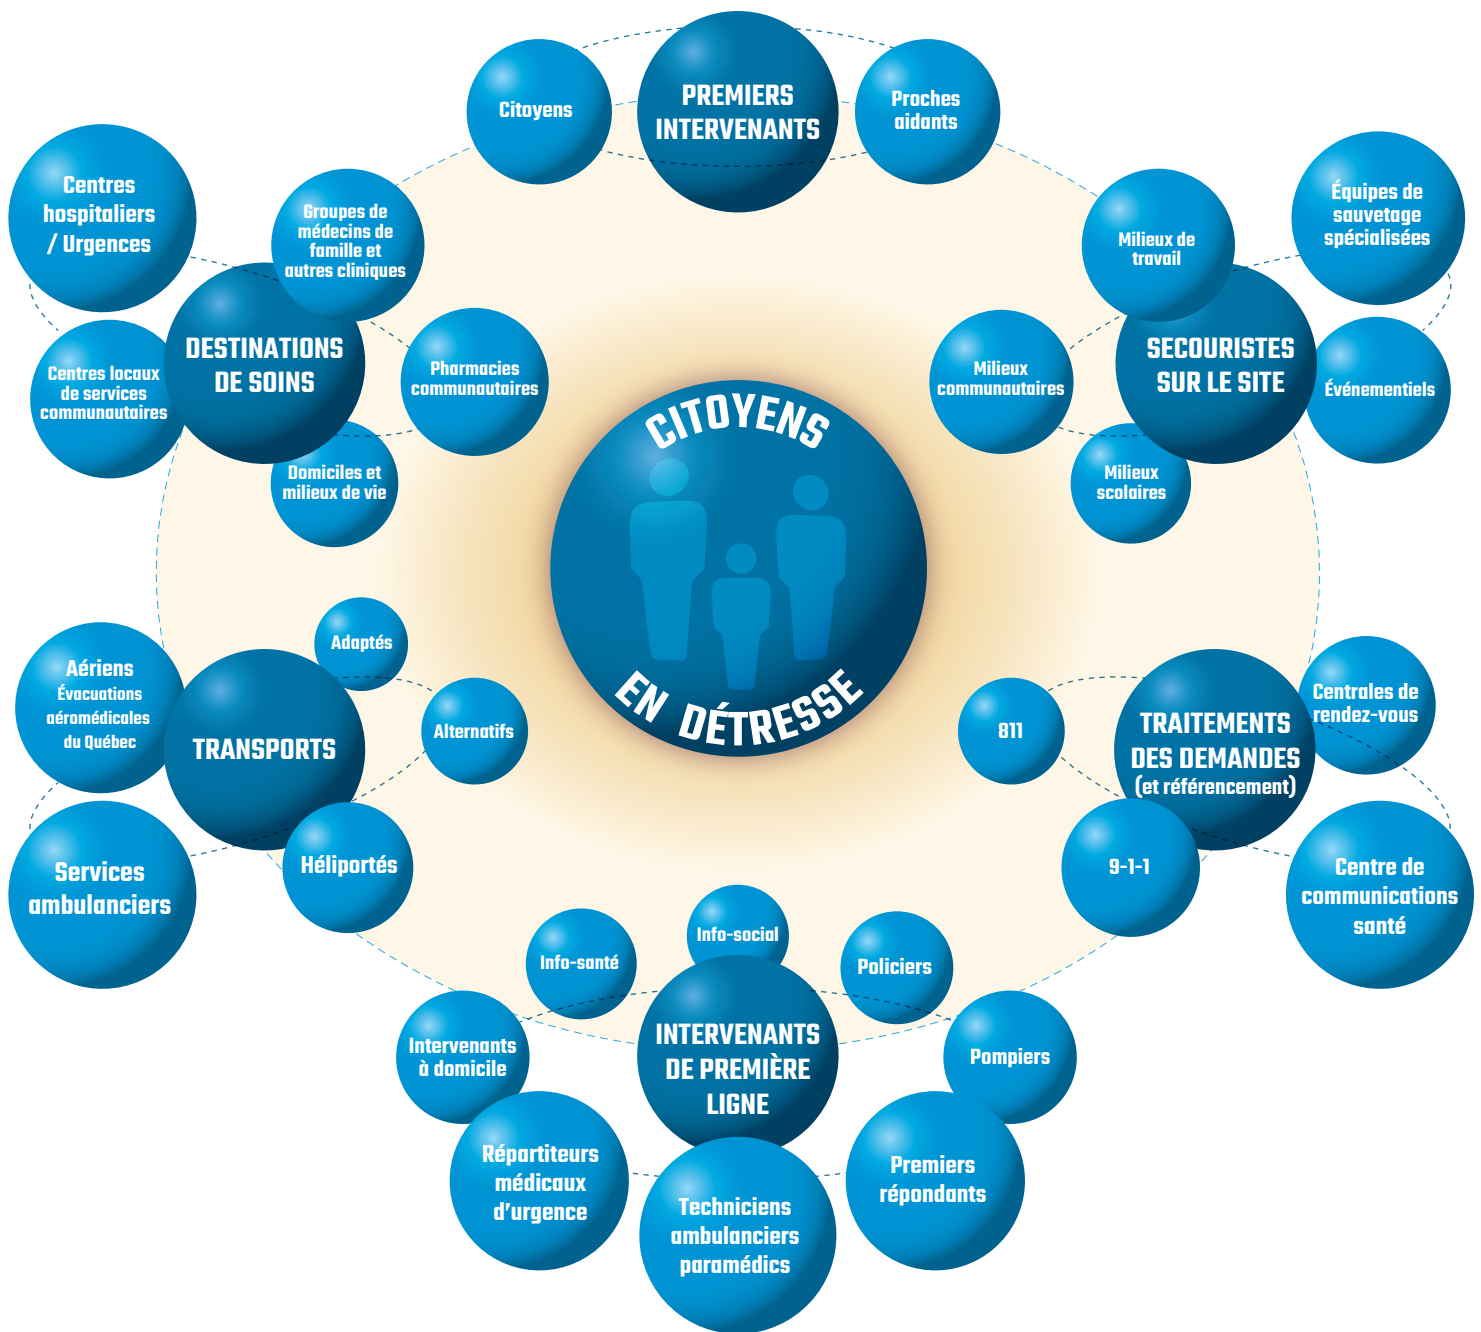 PREMIERS
INTERVENANTS
Citoyens
Proches
aidants
Centres
hospitaliers
/ Urgences
Groupes de
médecins de
famille et
autres cliniques
DESTINATIONS
DE SOINS
Centres locaux
de services
communautaires
Pharmacies
communautaires
Domiciles et
milieux de vie
Milieux de
travail
Équipes de
sauvetage
spécialisées
SECOURISTES
SUR LE SITE
Milieux
communautaires
Événementiels
Milieux
scolaires
CITOYENS
EN DÉTRESSE
Adaptés
Aériens
Évacuations
aéromédicales
du Québec
TRANSPORTS
Alternatifs
Services
ambulanciers
Héliportés
811
TRAITEMENTS
DES DEMANDES
(et référencement)
Centrales de
rendez-vous
9-1-1
Centre de
communications
santé
Info-santé
Info-social
Policiers
Intervenants
à domicile
INTERVENANTS
DE PREMIÈRE
LIGNE
Pompiers
Répartiteurs
médicaux
d'urgence
Techniciens
ambulanciers
paramédics
Premiers
répondants